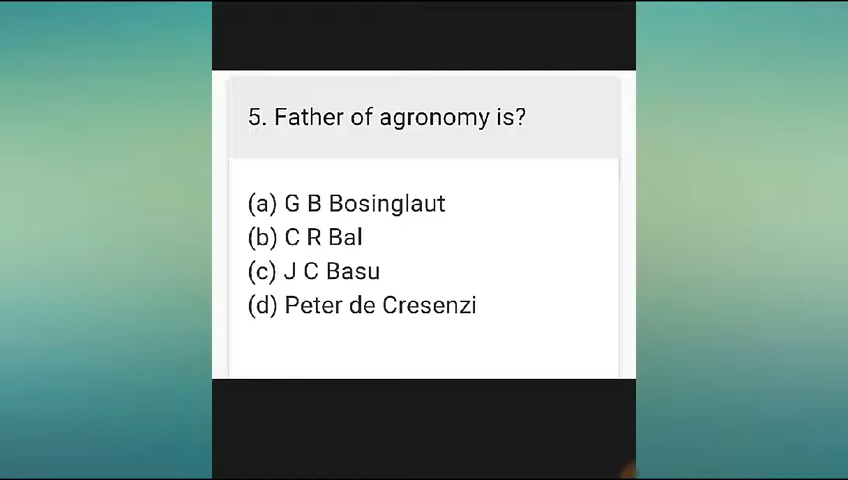 5. Father of agronomy is?
(a) G B Bosinglaut
(b) C R Bal
(c) J C Basu
(d) Peter de Cresenzi